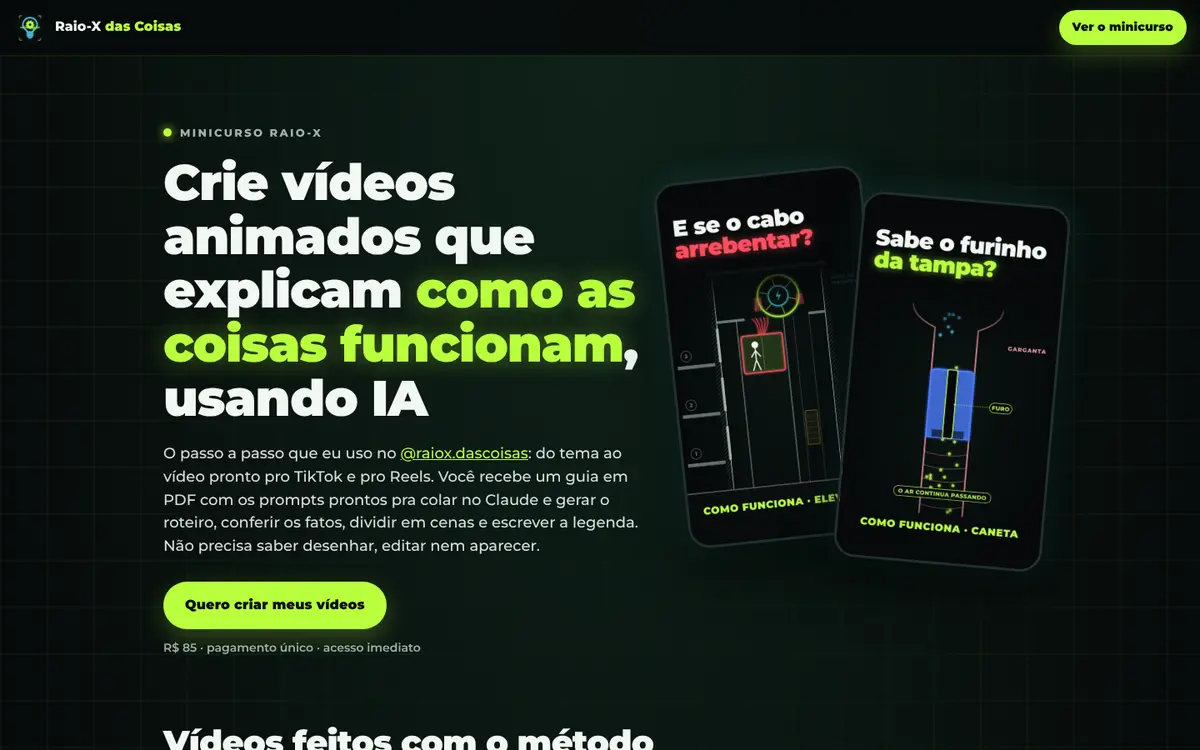 Raio-X das Coisas
Ver o minicurso
MINICURSO RAIO-X
Crie vídeos
animados que
explicam como as
coisas funcionam,
usando IA
O passo a passo que eu uso no @raiox.dascoisas: do tema ao
vídeo pronto pro TikTok e pro Reels. Você recebe um guia em
PDF com os prompts prontos pra colar no Claude e gerar o
roteiro, conferir os fatos, dividir em cenas e escrever a legenda.
Não precisa saber desenhar, editar nem aparecer.
Quero criar meus vídeos
R$ 85 · pagamento único · acesso imediato
E se o cabo
arrebentar?
3
2
1
COMO FUNCIONA · ELE
Sabe o furinho
da tampa?
GARGANTA
FURO
O AR CONTINUA PASSANDO
COMO FUNCIONA · CANETA
Vídeos feitos com o método